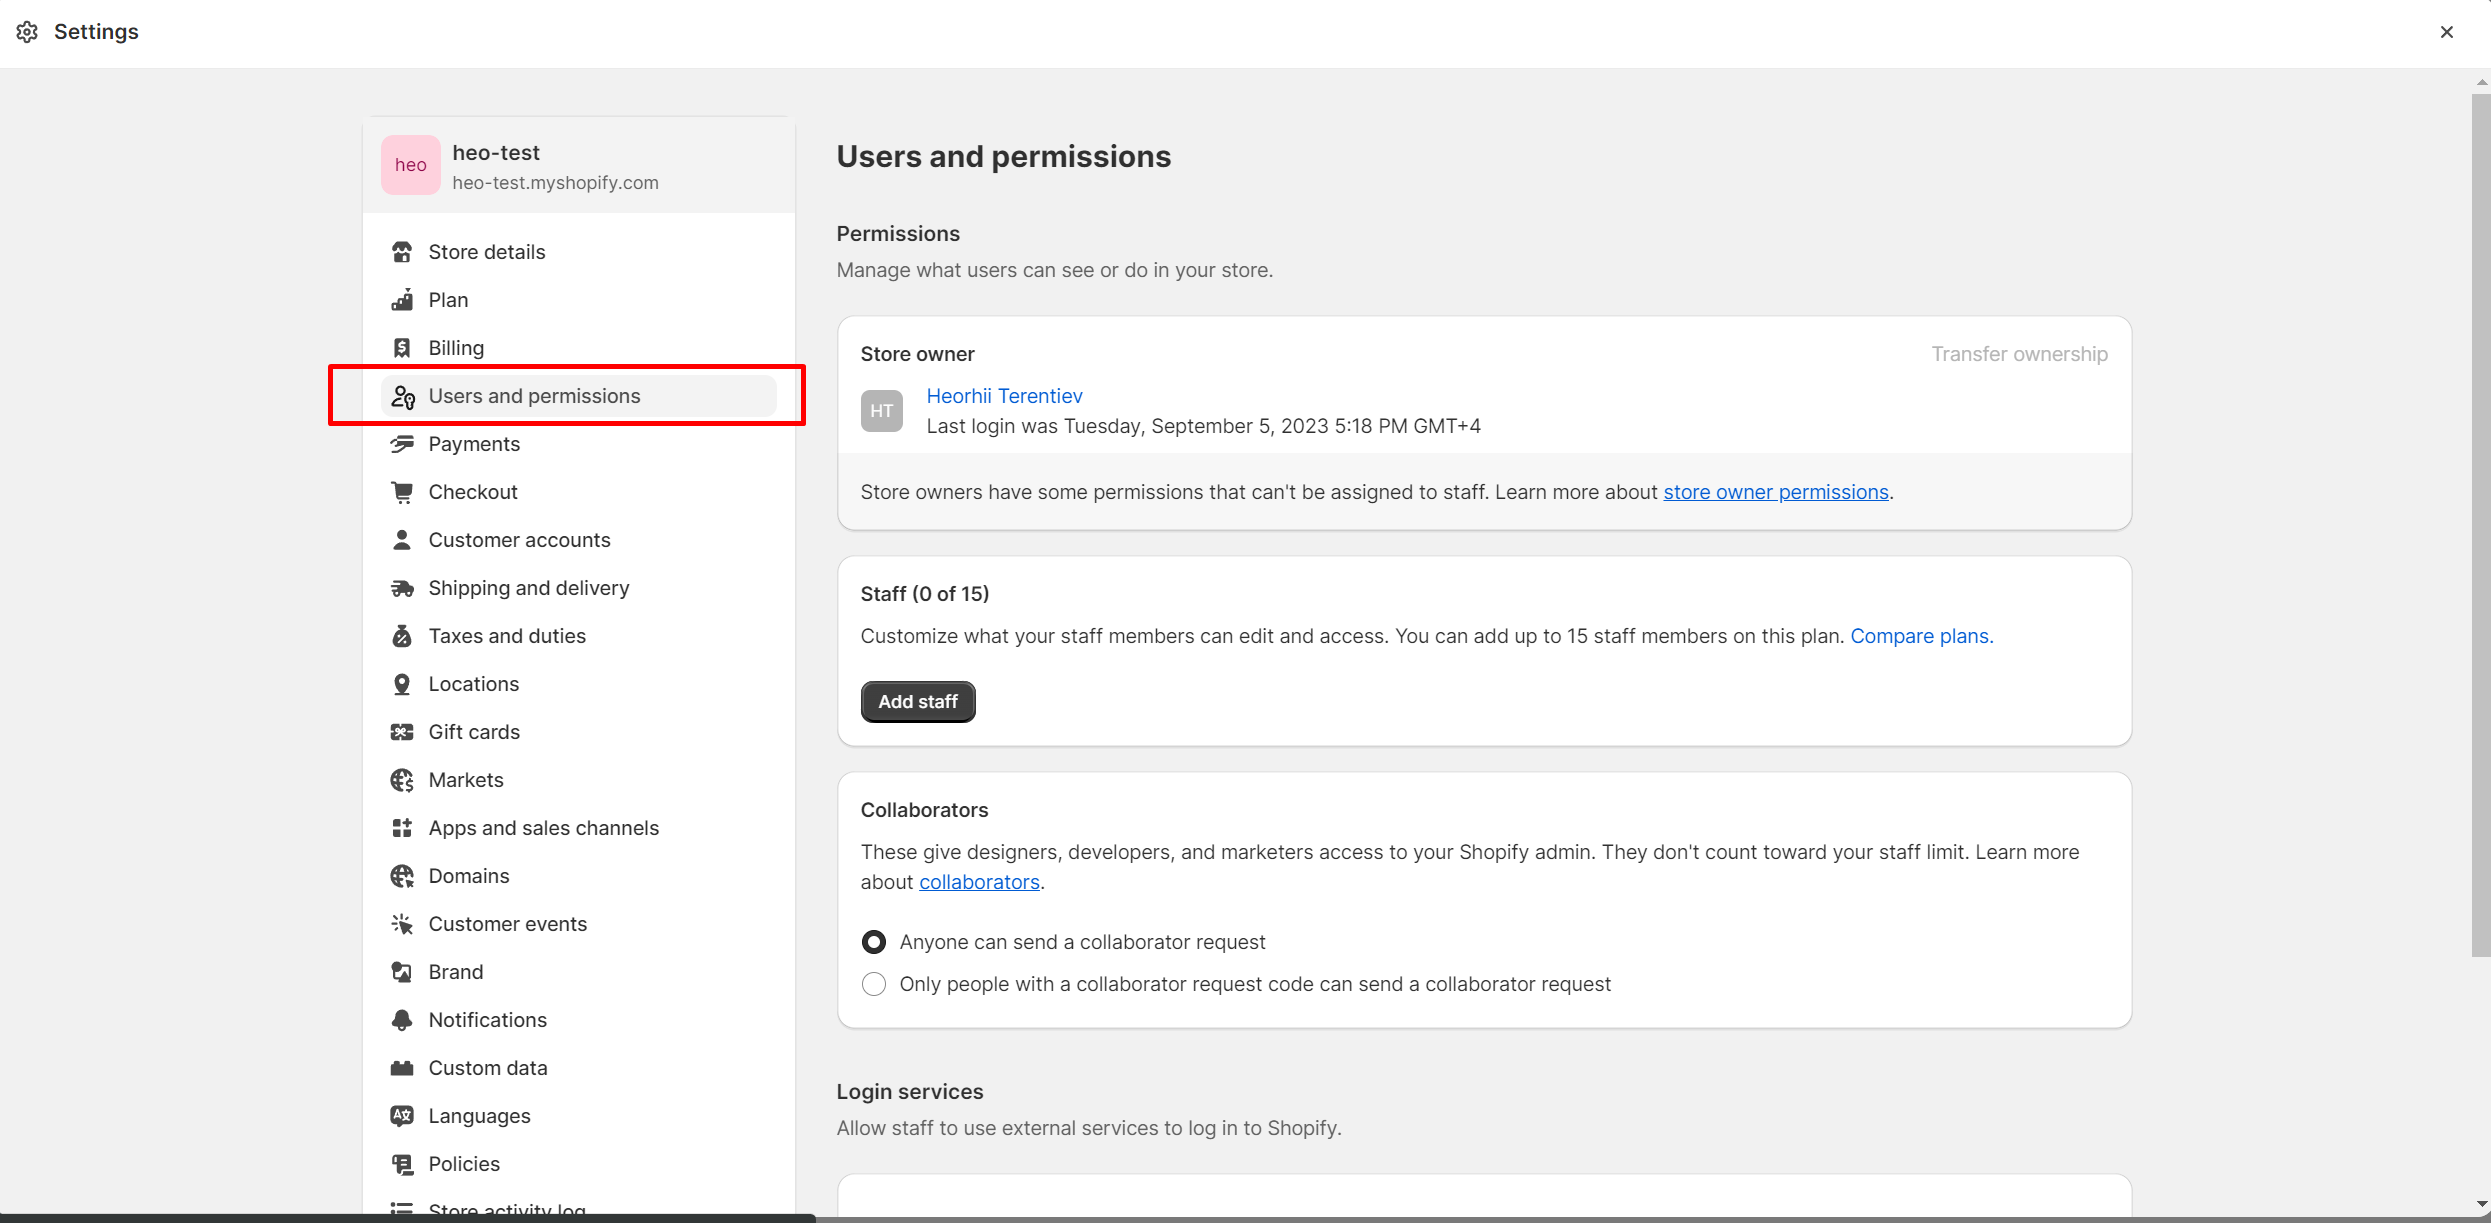 Settings
heo
heo-test
heo-test.myshopify.com
Store details
Plan
Billing
Users and permissions
Payments
Checkout
Customer accounts
Shipping and delivery
Taxes and duties
Locations
Gift cards
Markets
Apps and sales channels
Domains
Customer events
Brand
Notifications
Custom data
Languages
Policies
Store activity log
Users and permissions
Permissions
Manage what users can see or do in your store.
Store owner
Transfer ownership
HT
Heorhii Terentiev
Last login was Tuesday, September 5, 2023 5:18 PM GMT+4
Store owners have some permissions that can't be assigned to staff. Learn more about store owner permissions.
Staff (0 of 15)
Customize what your staff members can edit and access. You can add up to 15 staff members on this plan. Compare plans.
Add staff
Collaborators
These give designers, developers, and marketers access to your Shopify admin. They don't count toward your staff limit. Learn more
about collaborators.
Anyone can send a collaborator request
Only people with a collaborator request code can send a collaborator request
Login services
Allow staff to use external services to log in to Shopify.